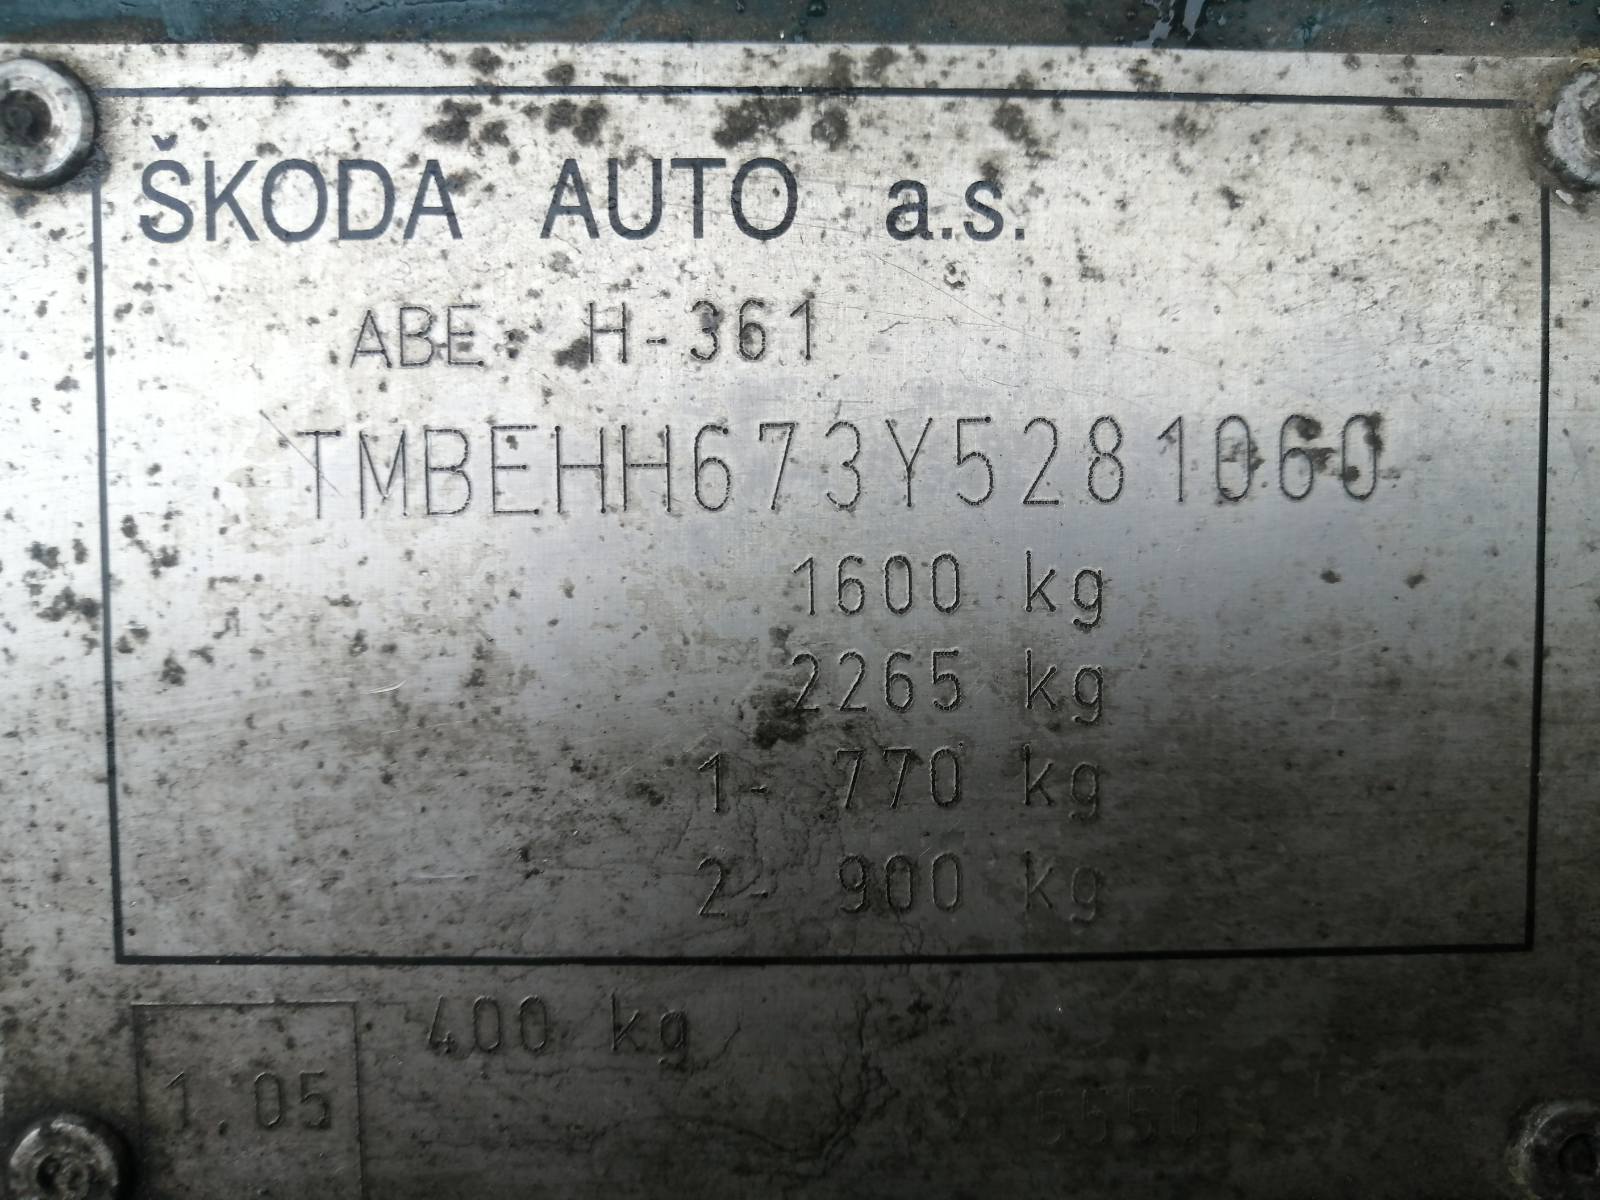 ŠKODA AUTO a.s.
ABE H-361
TMBEHH673Y5281060
1600 kg
2265 kg
1- 770 kg
2- 900 kg
400 kg
1.05
5550